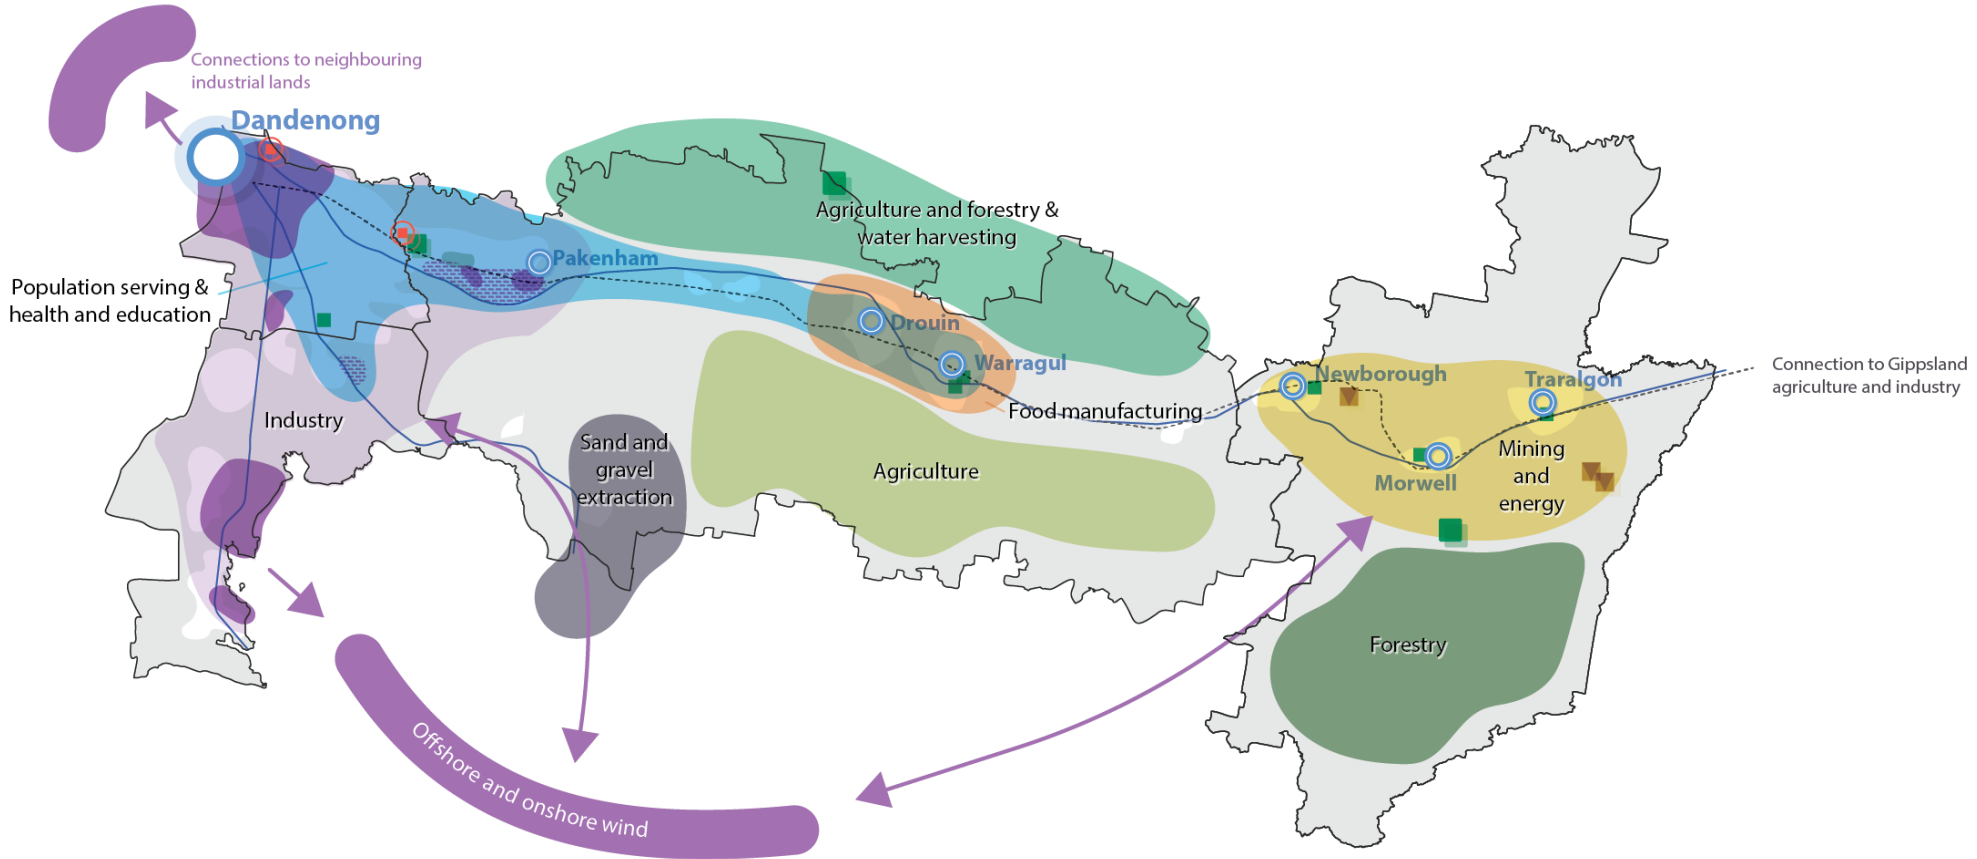 Connections to neighbouring
industrial lands
Dandenong
Agriculture and forestry &
water harvesting
Pakenham
Population serving &
health and education
Drouin
Warragul
Connection to Gippsland
agriculture and industry
Newborough
Traralgon
Food manufacturing
Industry
Sand and
gravel
extraction
Agriculture
Mining
and
energy
Morwell
Forestry
Offshore and onshore wind